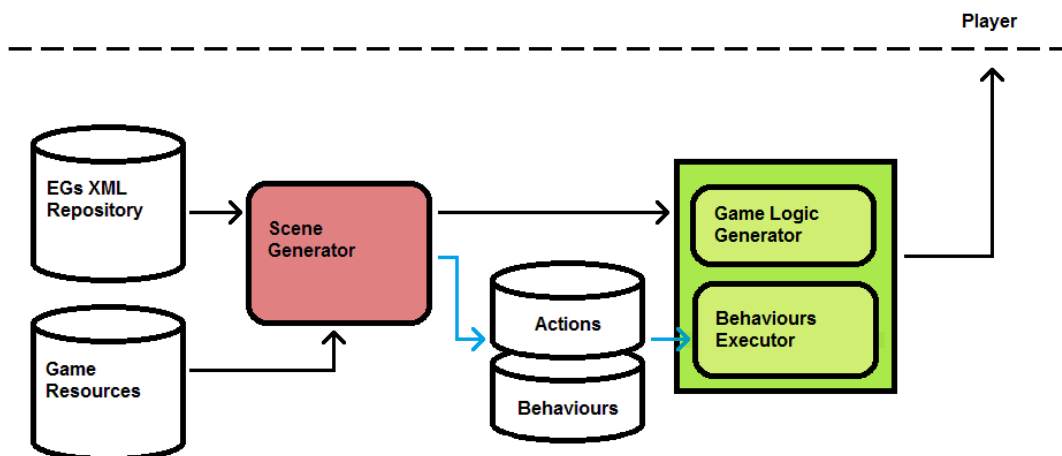 Player
EGs XML
Repository
Scene
Generator
Game Logic
Generator
Game
Resources
Actions
Behaviours
Behaviours
Executor